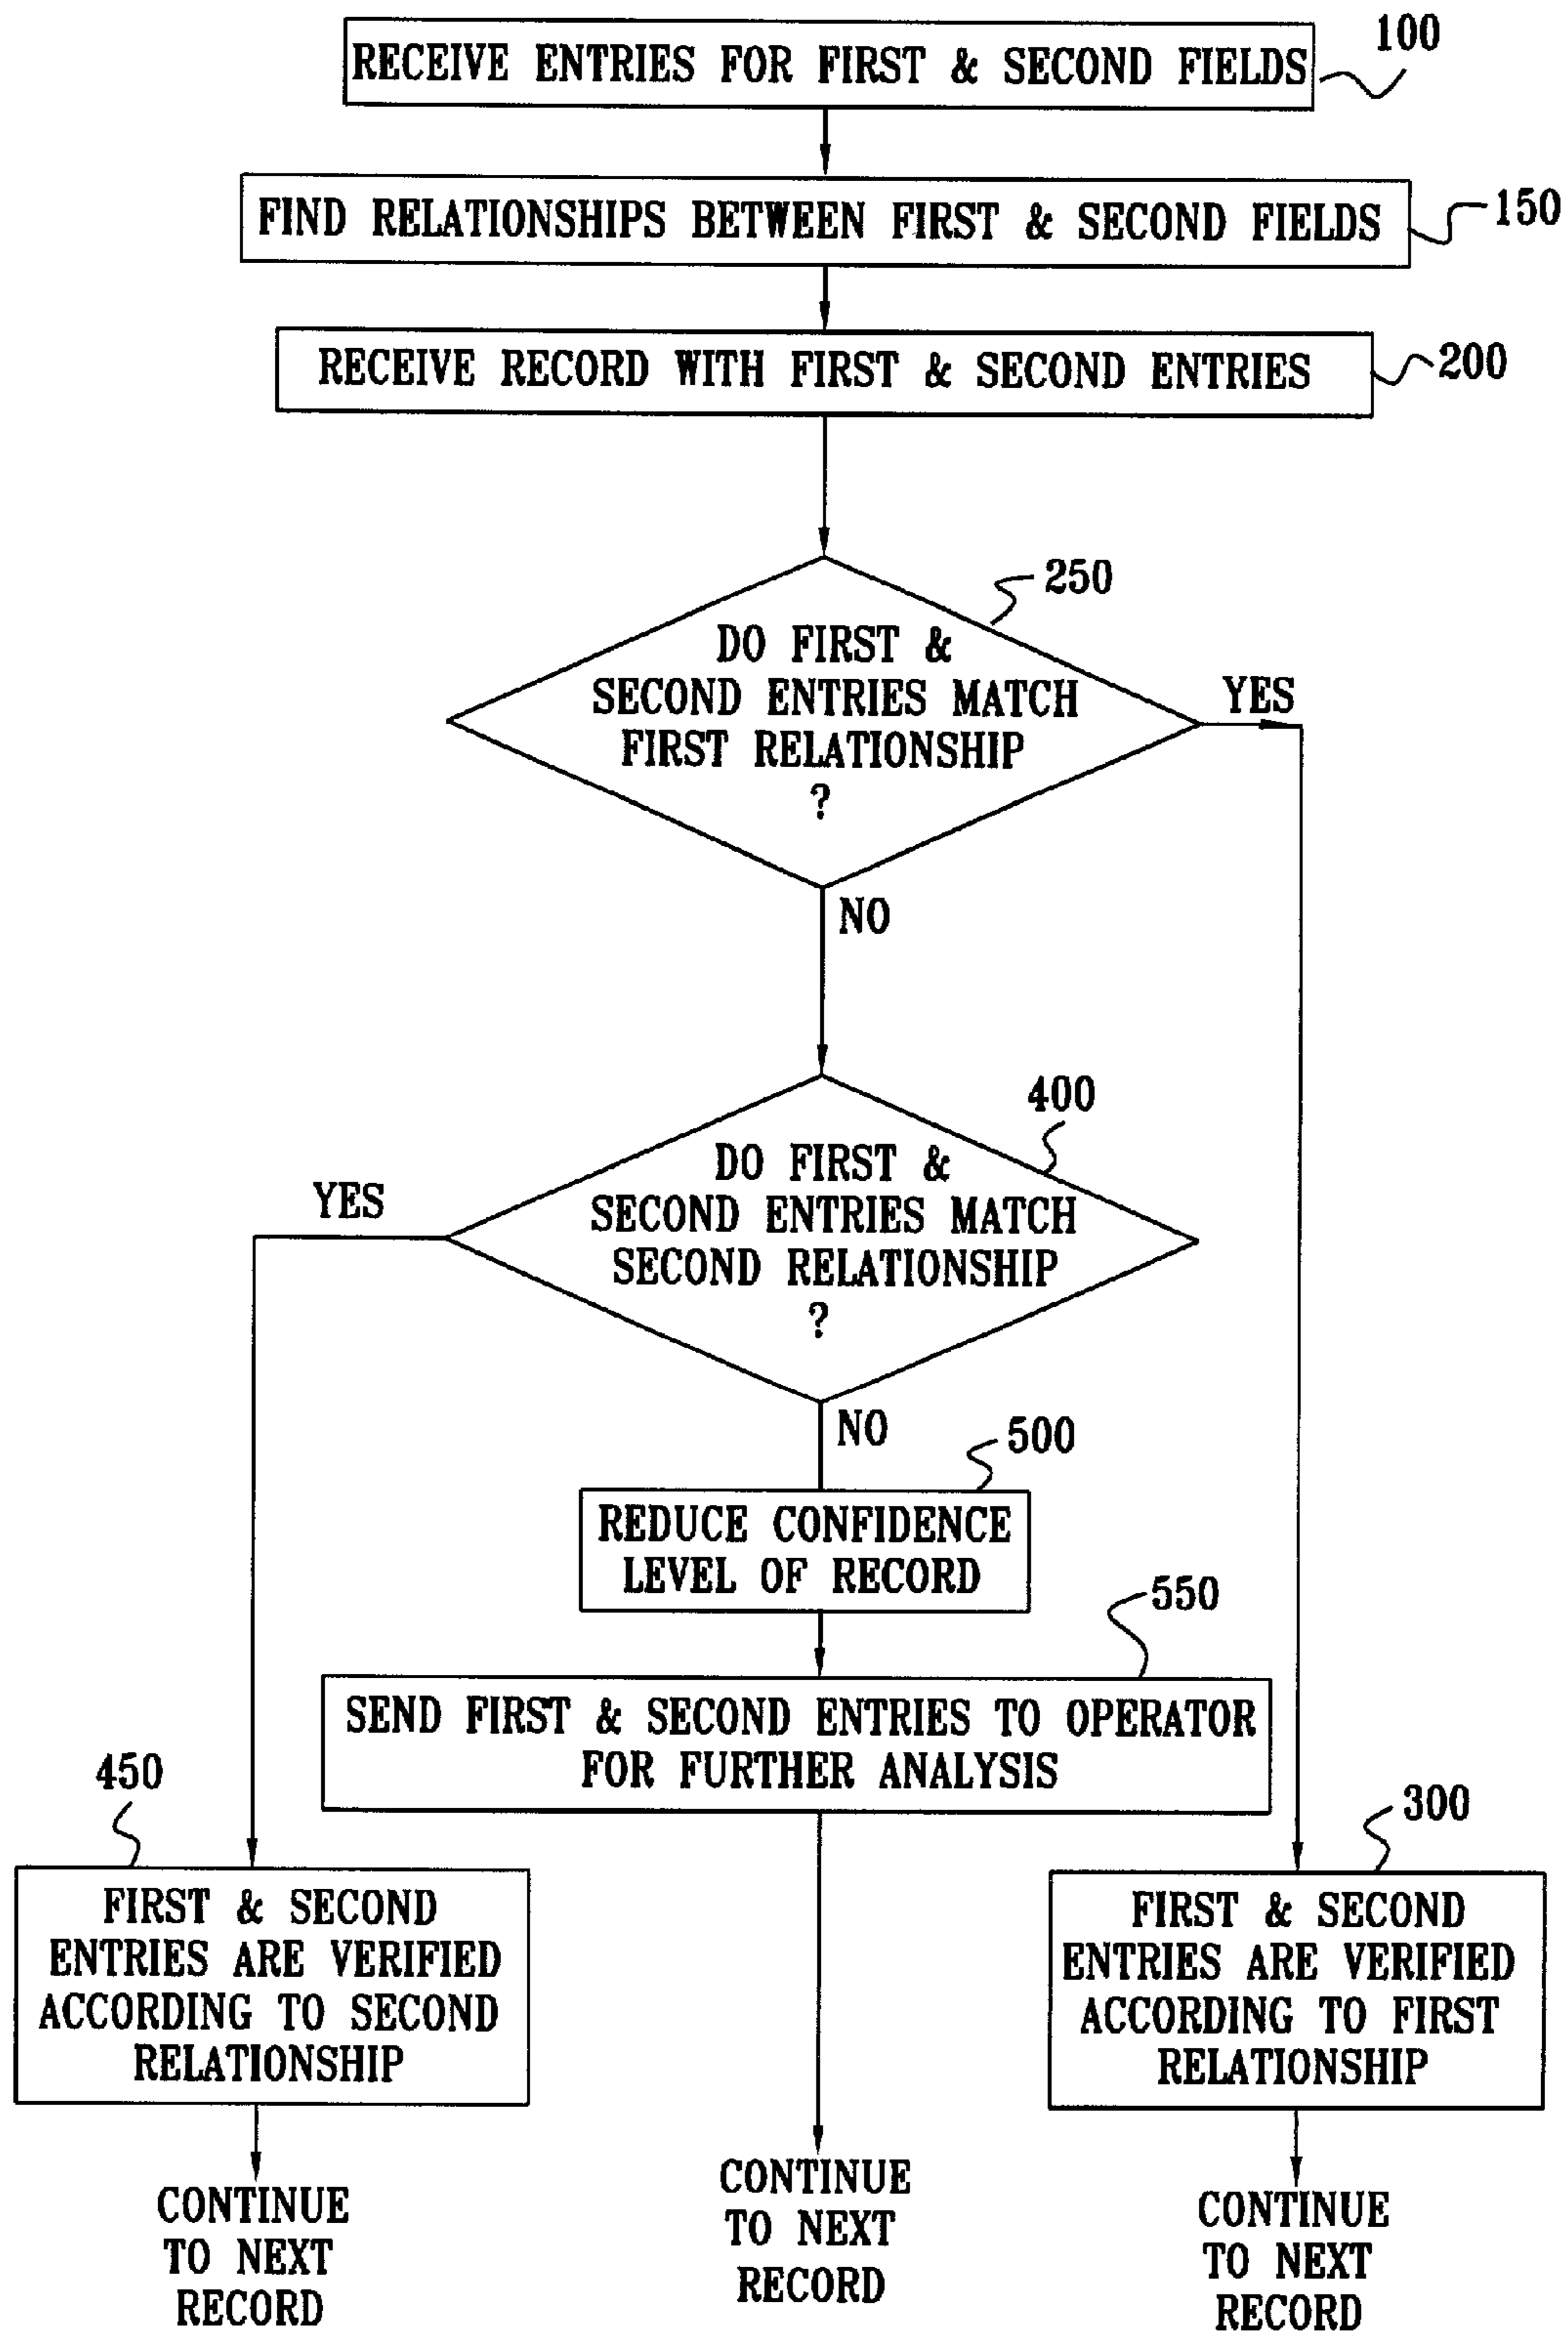 RECEIVE ENTRIES FOR FIRST & SECOND FIELDS
100
FIND RELATIONSHIPS BETWEEN FIRST & SECOND FIELDS
150
RECEIVE RECORD WITH FIRST & SECOND ENTRIES
200
250
DO FIRST &
SECOND ENTRIES MATCH
FIRST RELATIONSHIP
?
YES
NO
400
DO FIRST &
SECOND ENTRIES MATCH
SECOND RELATIONSHIP
?
YES
NO
500
REDUCE CONFIDENCE
LEVEL OF RECORD
550
SEND FIRST & SECOND ENTRIES TO OPERATOR
FOR FURTHER ANALYSIS
450
FIRST & SECOND
ENTRIES ARE VERIFIED
ACCORDING TO SECOND
RELATIONSHIP
300
FIRST & SECOND
ENTRIES ARE VERIFIED
ACCORDING TO FIRST
RELATIONSHIP
CONTINUE
TO NEXT
RECORD
CONTINUE
TO NEXT
RECORD
CONTINUE
TO NEXT
RECORD